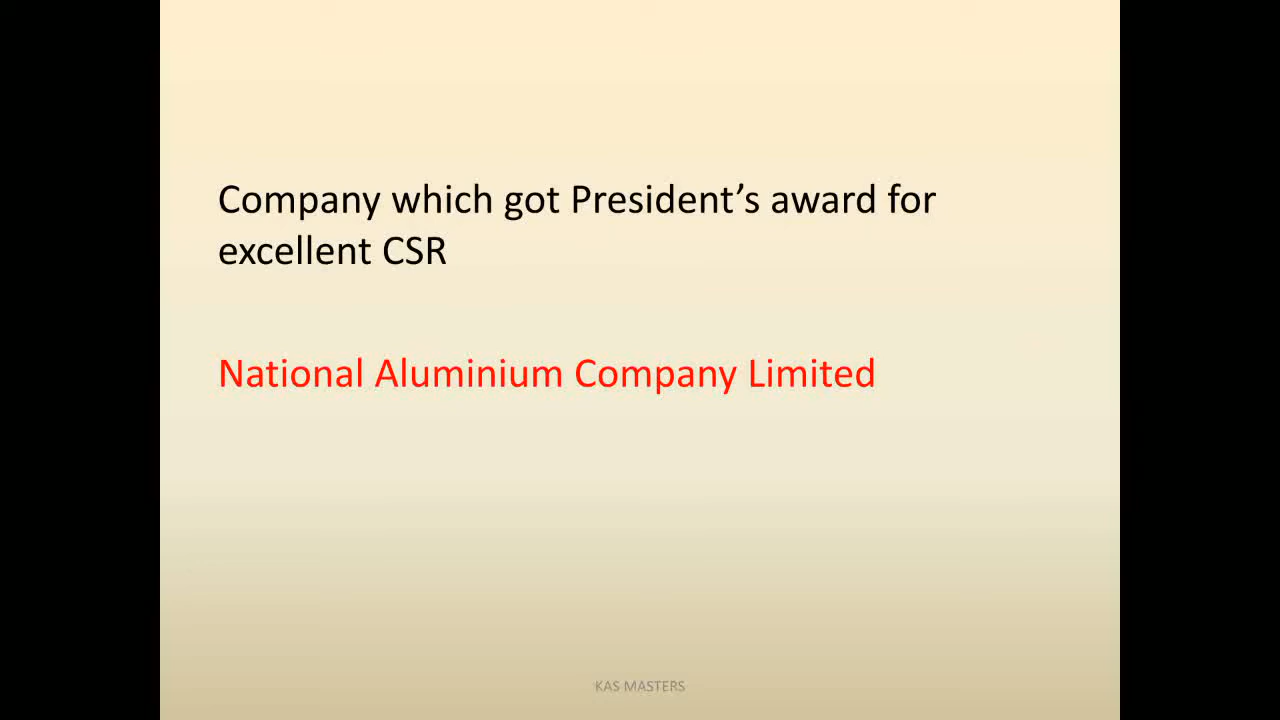 Company which got President’s award for
excellent CSR
National Aluminium Company Limited
KAS MASTERS